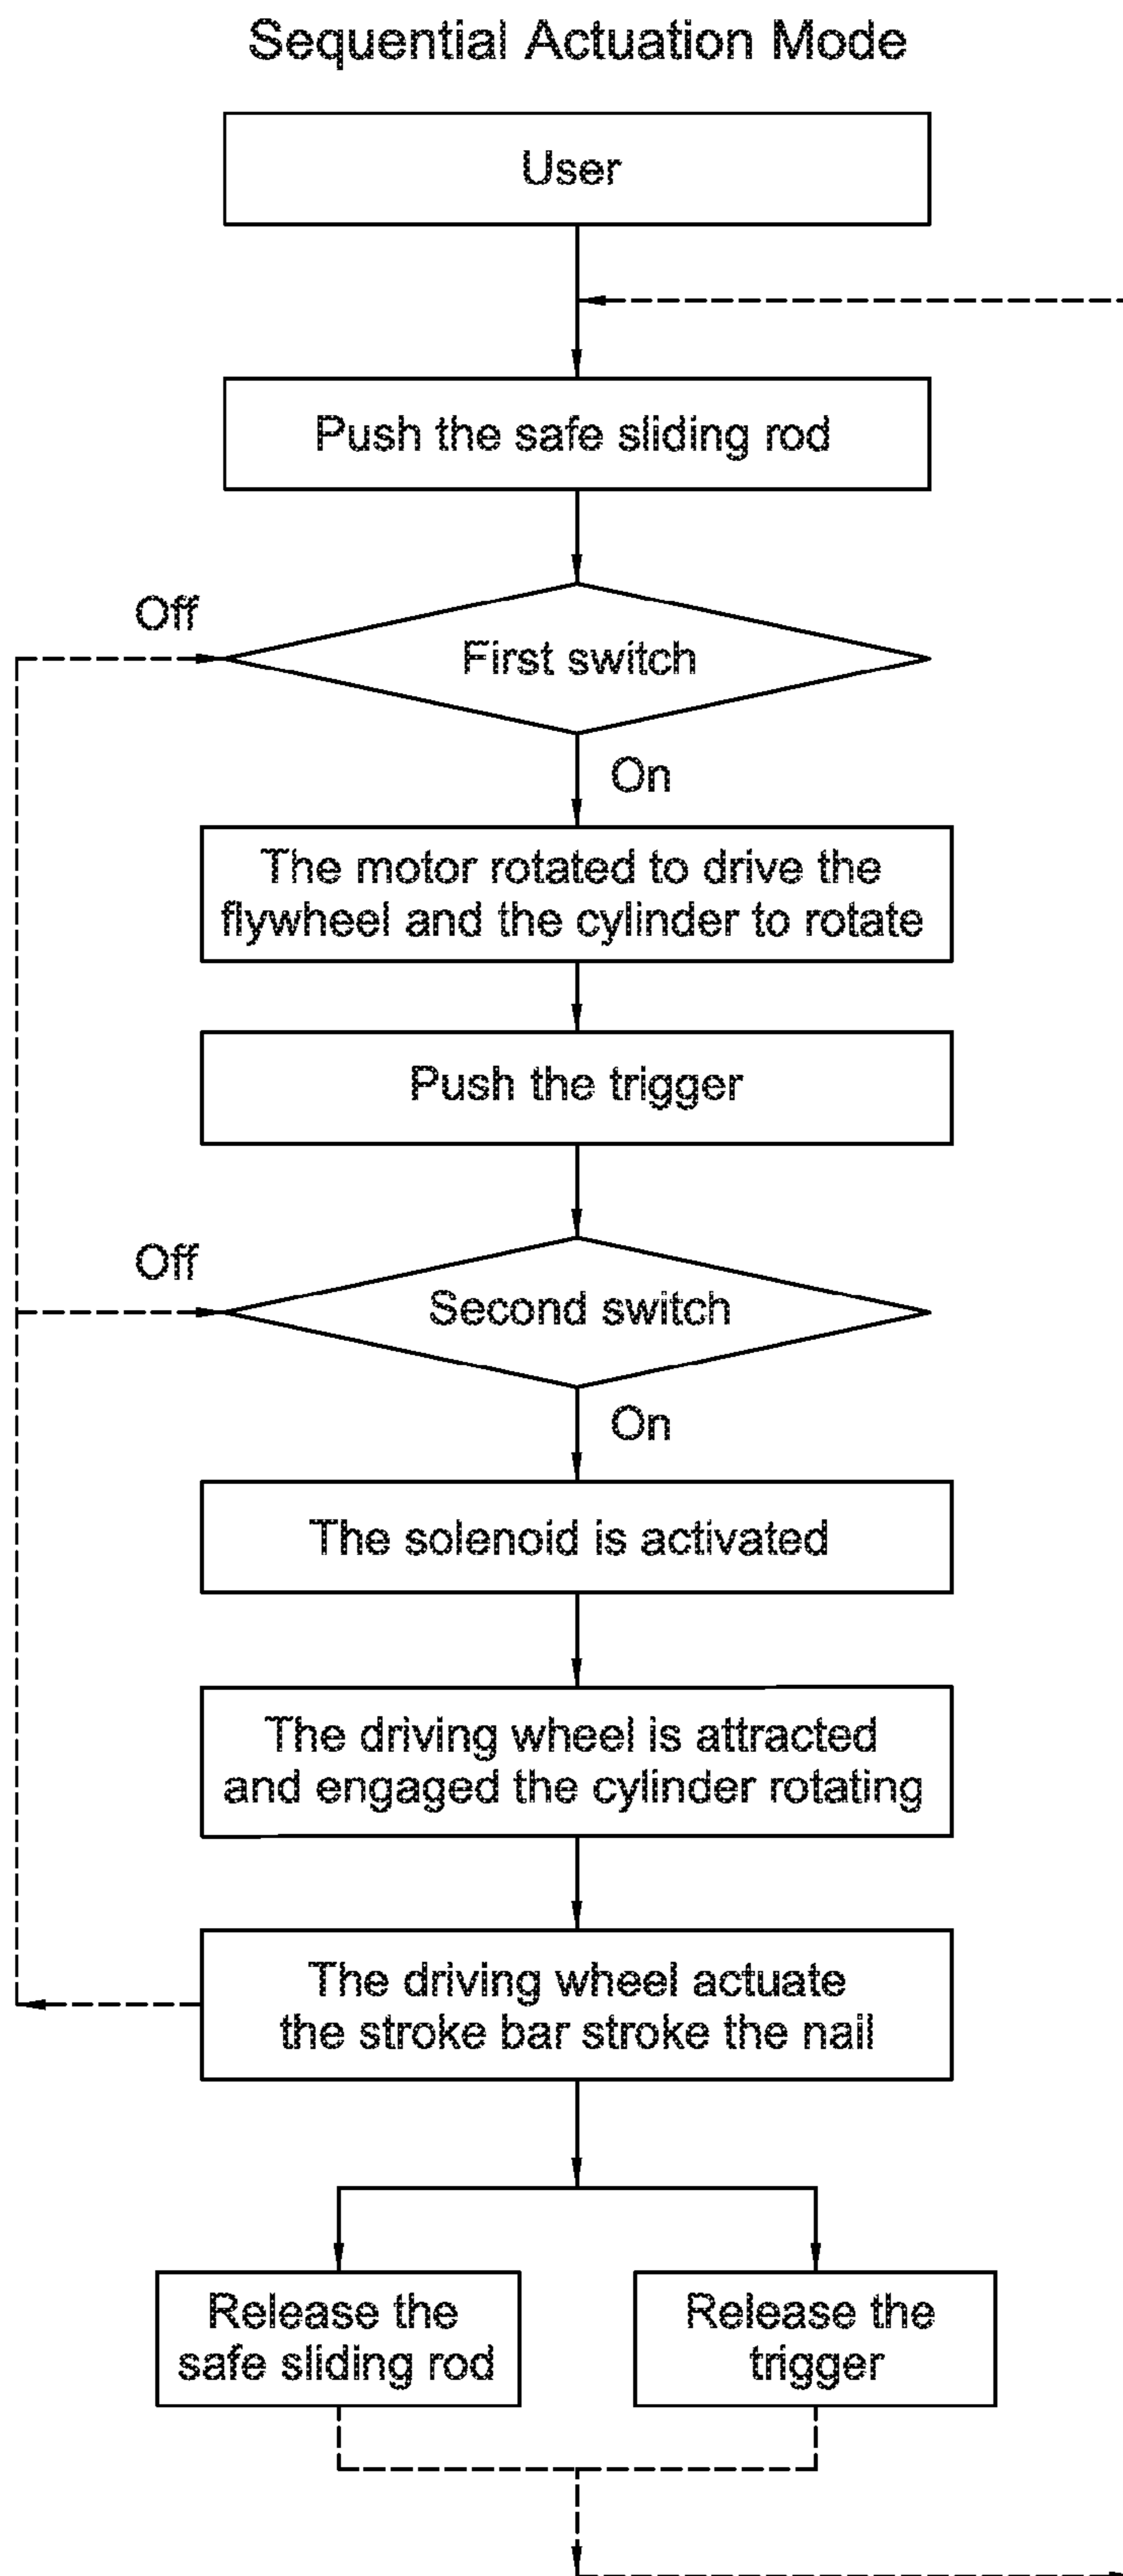 Sequential Actuation Mode
User
Push the safe sliding rod
Off
First switch
On
The motor rotated to drive the
flywheel and the cylinder to rotate
Push the trigger
Off
Second switch
On
The solenoid is activated
The driving wheel is attracted
and engaged the cylinder rotating
The driving wheel actuate
the stroke bar stroke the nail
Release the
safe sliding rod
Release the
trigger